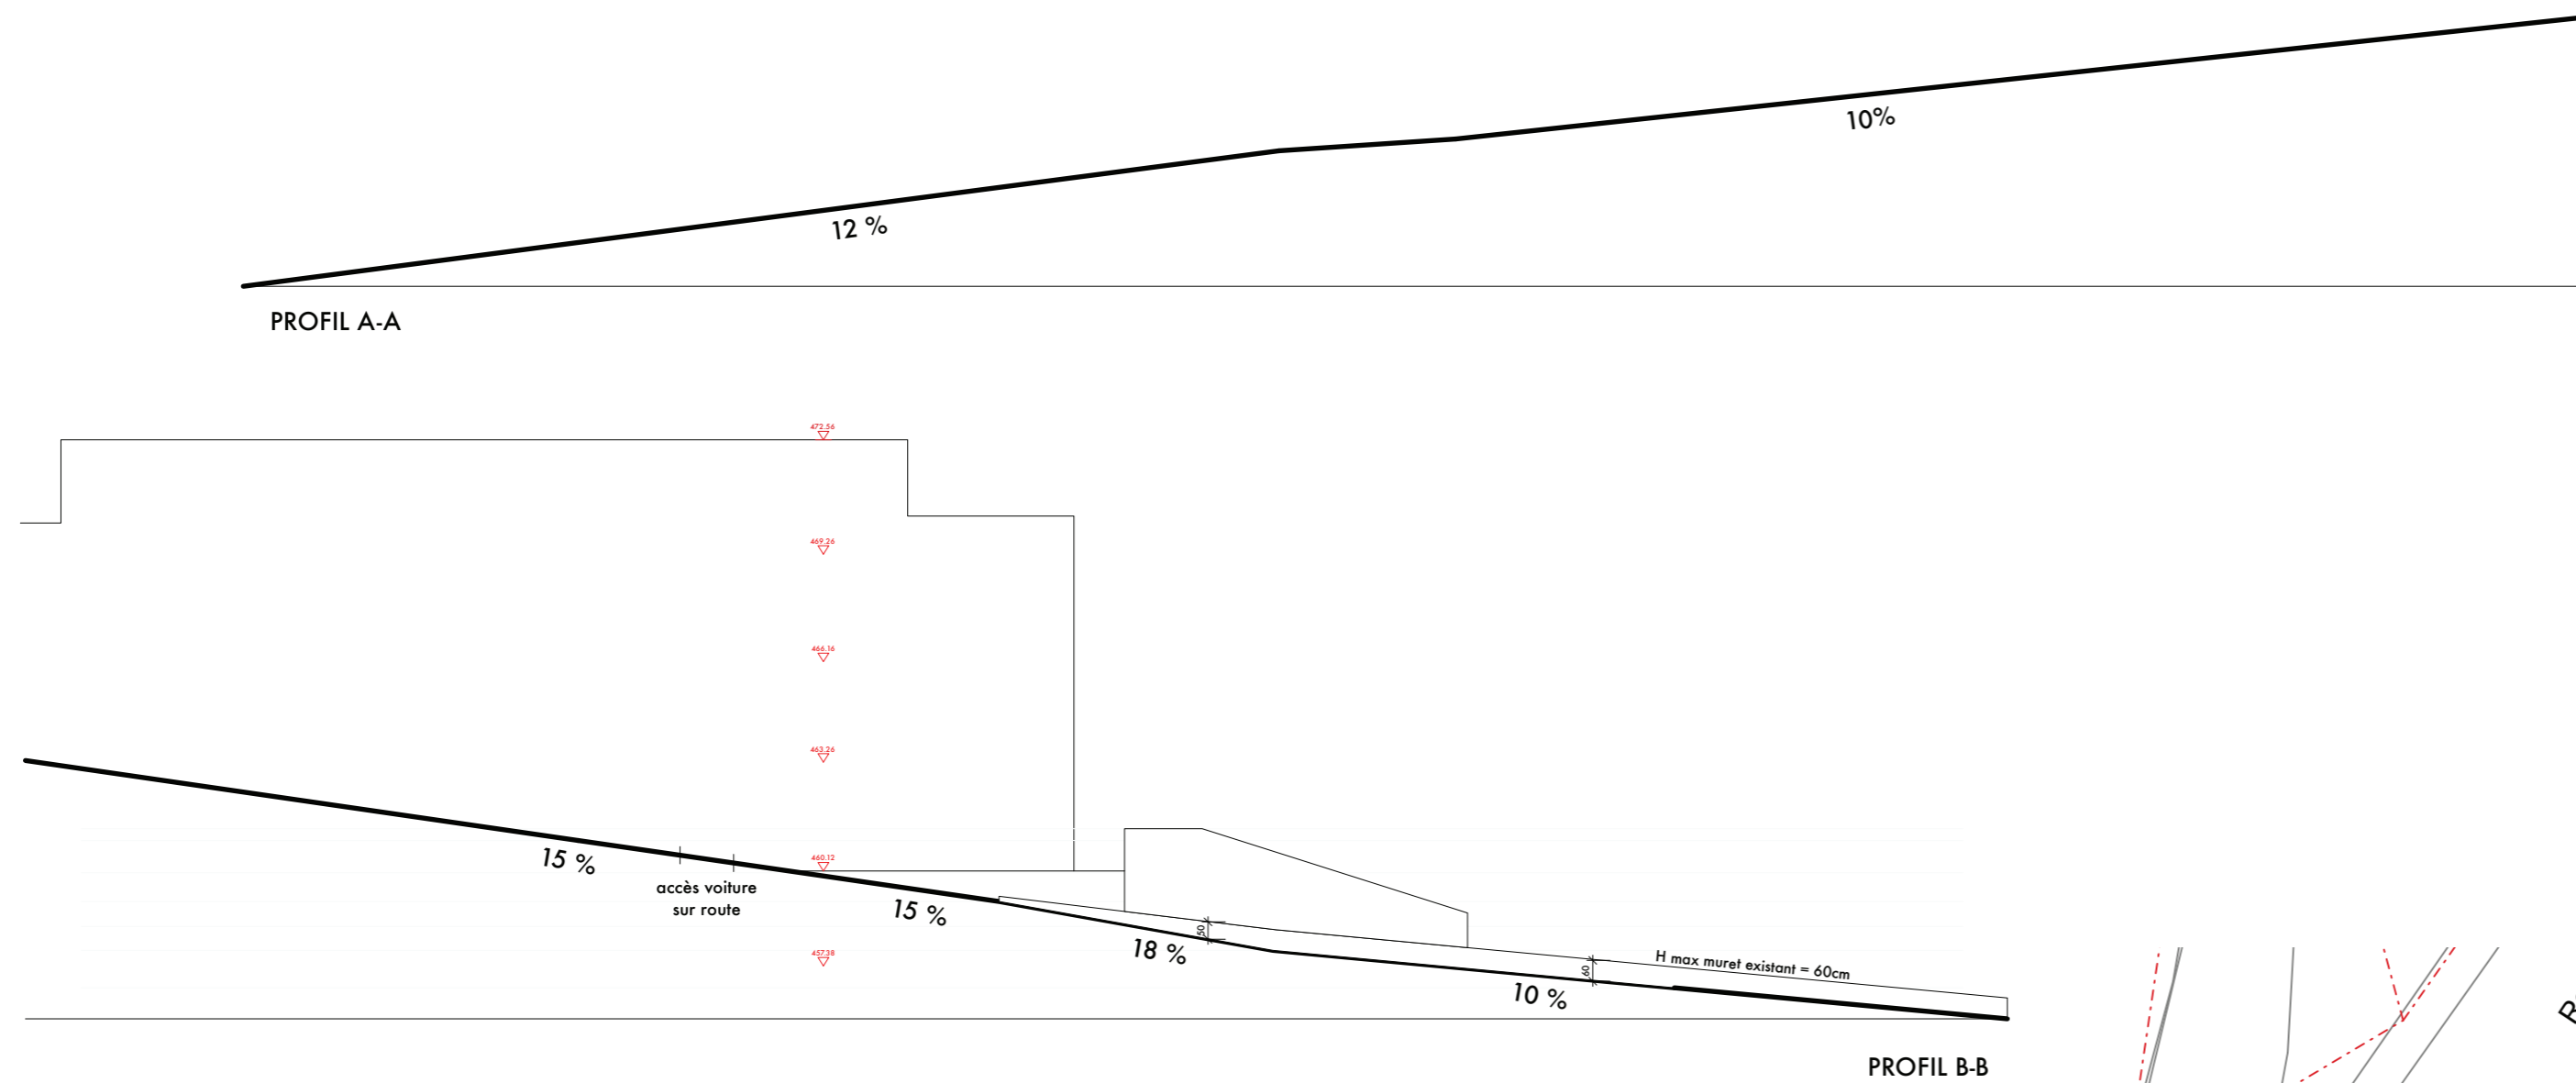 10%
12 %
PROFIL A-A
472.56
469.26
466.16
463.26
15 %
460.12
accès voiture
sur route
15 %
50
18 %
457.38
H max muret existant = 60cm
60
10 %
R
PROFIL B-B